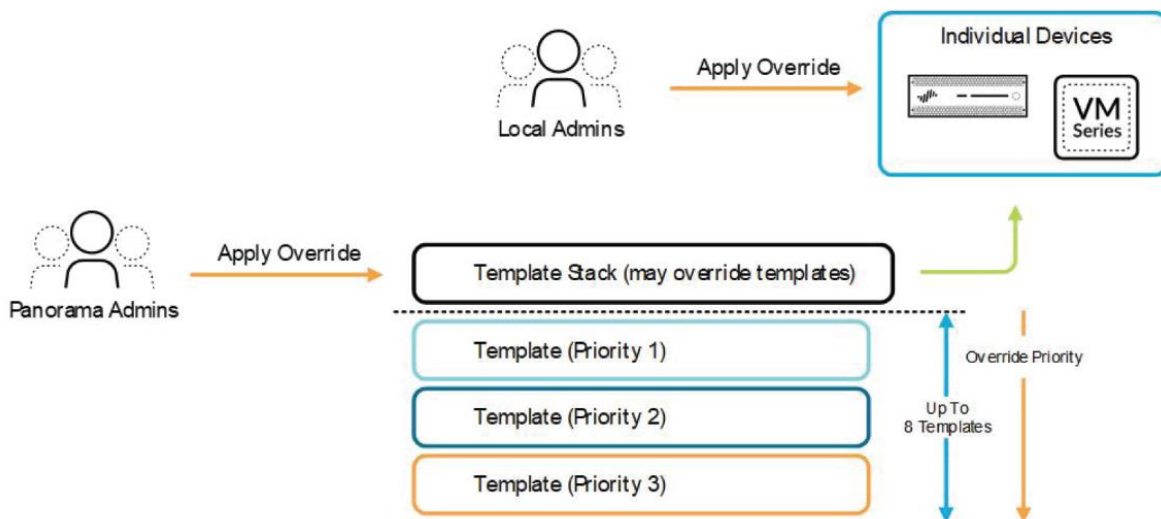 Individual Devices
Apply Override
VM
Series
Local Admins
Apply Override
Template Stack (may override templates)
Panorama Admins
Template (Priority 1)
Override Priority
Template (Priority 2)
Up To
8 Templates
Template (Priority 3)